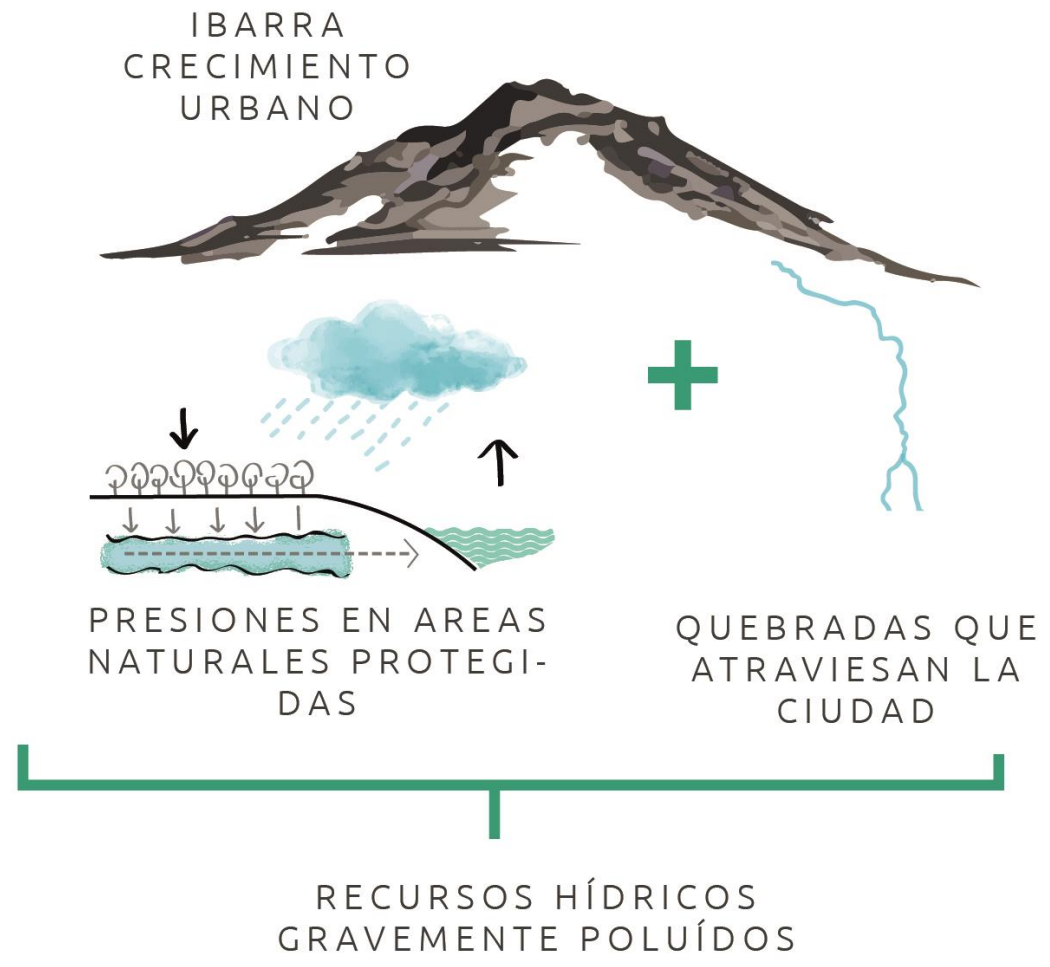 IBARRA
CRECIMIENTO
URBANO
PRESIONES EN AREAS
NATURALES PROTEGI-
DAS
QUEBRADAS QUE
ATRAVIESAN LA
CIUDAD
RECURSOS HÍDRICOS
GRAVEMENTE POLUÍDOS